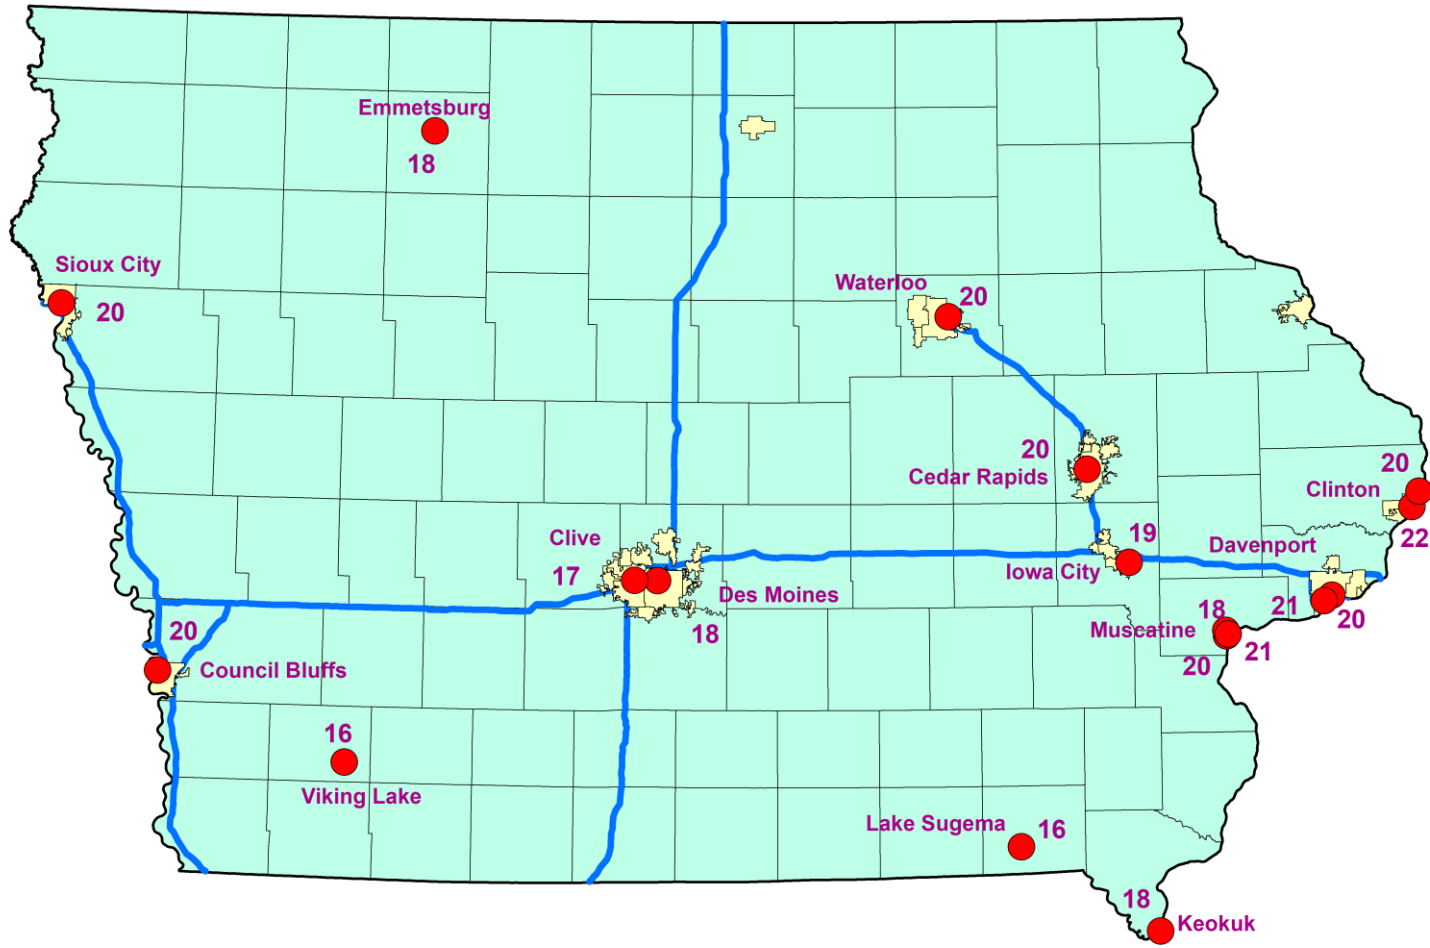 Emmetsburg
18
Sioux City
20
Waterloo
20
20
Cedar Rapids
20
Clinton
22
Clive
17
Des Moines
18
19
Iowa City
Davenport
21
20
18
Muscatine
21
20
20
Council Bluffs
16
Viking Lake
Lake Sugema
16
18
Keokuk